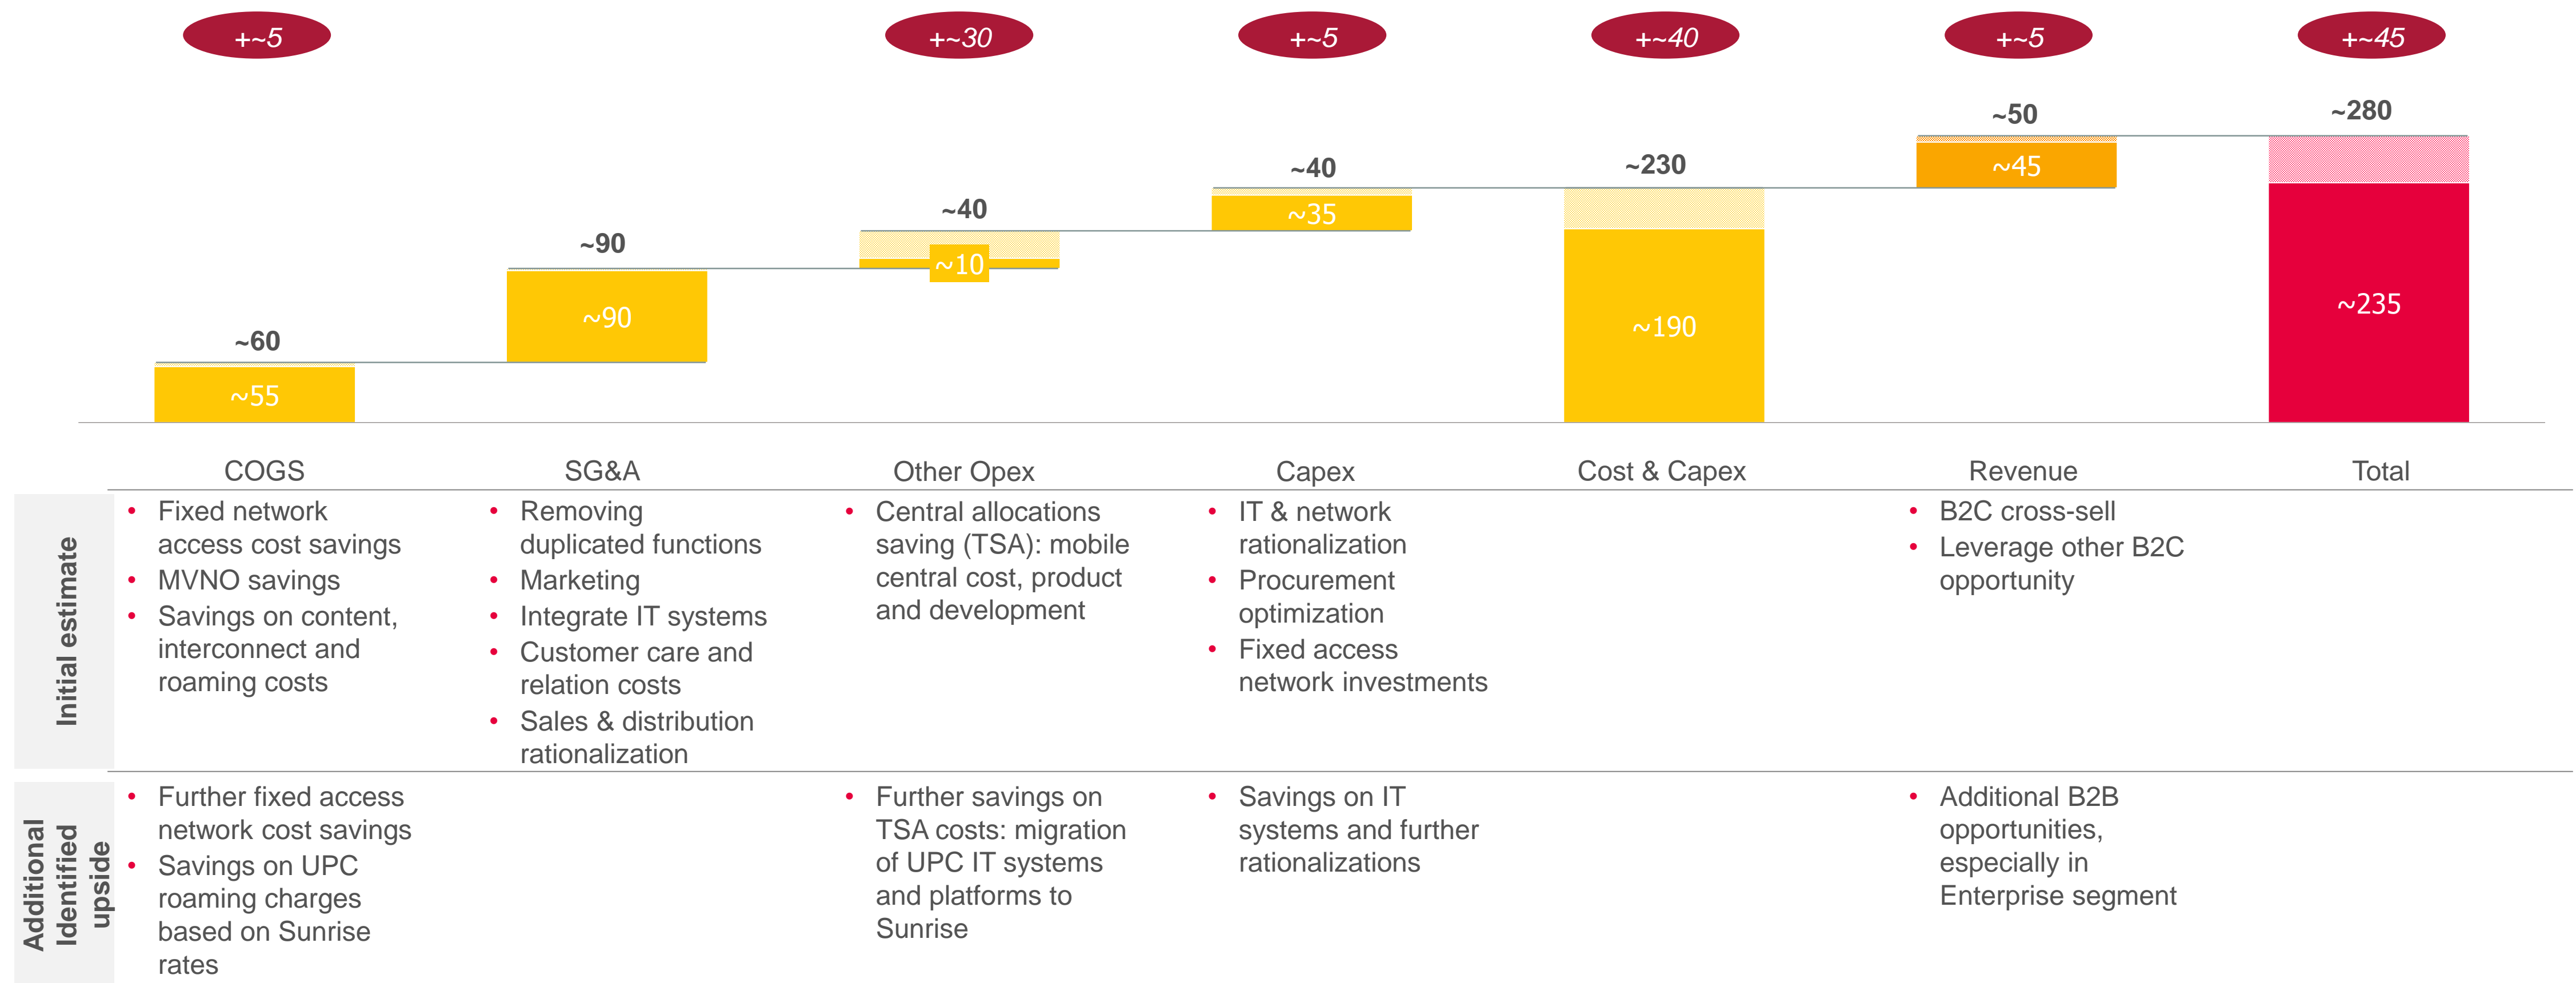 +~5
+~30
+~5
+~40
+~5
+~45
~60
~90
~40
~40
~230
~50
~280
~55
~90
~10
~35
~190
~45
~235
COGS
SG&A
Other Opex
Capex
Cost & Capex
Revenue
Total
Initial estimate
• Fixed network
access cost savings
• MVNO savings
• Savings on content,
interconnect and
roaming costs
• Removing
duplicated functions
• Marketing
• Integrate IT systems
• Customer care and
relation costs
• Sales & distribution
rationalization
• Central allocations
saving (TSA): mobile
central cost, product
and development
• IT & network
rationalization
• Procurement
optimization
• Fixed access
network investments
• B2C cross-sell
• Leverage other B2C
opportunity
Additional
Identified
upside
• Further fixed access
network cost savings
• Savings on UPC
roaming charges
based on Sunrise
rates
• Further savings on
TSA costs: migration
of UPC IT systems
and platforms to
Sunrise
• Savings on IT
systems and further
rationalizations
• Additional B2B
opportunities,
especially in
Enterprise segment